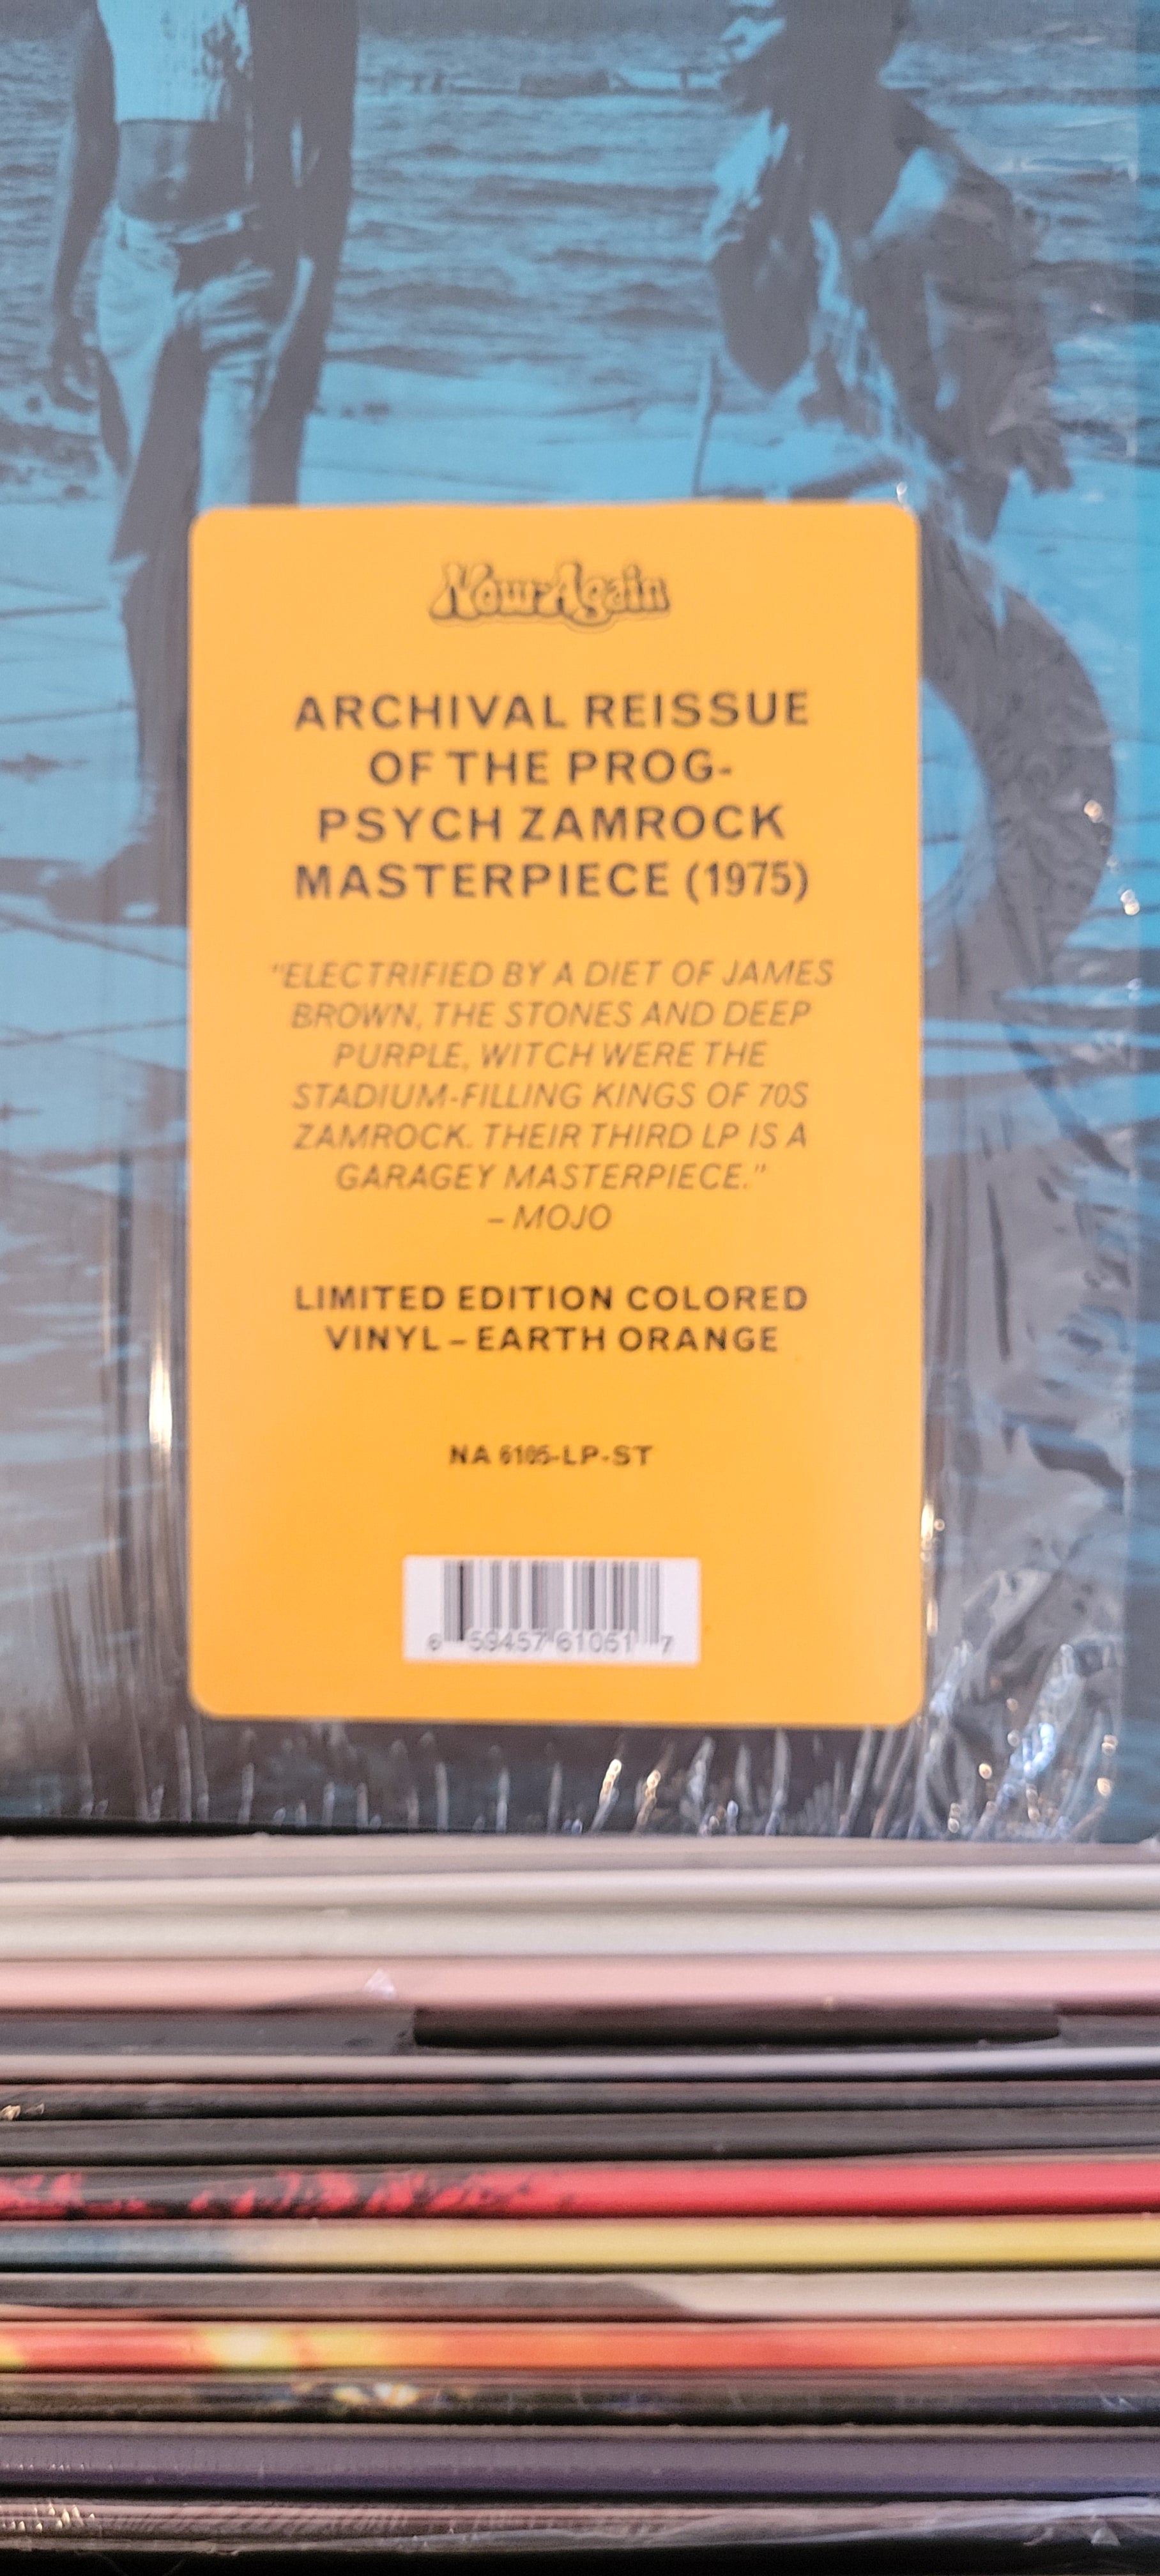 Now-Again
ARCHIVAL REISSUE
OF THE PROG-
PSYCH ZAMROCK
MASTERPIECE (1975)
"ELECTRIFIED BY A DIET OF JAMES
BROWN, THE STONES AND DEEP
PURPLE, WITCH WERE THE
STADIUM-FILLING KINGS OF 70S
ZAMROCK. THEIR THIRD LP IS A
GARAGEY MASTERPIECE."
– MOJO
LIMITED EDITION COLORED
VINYL – EARTH ORANGE
NA 6105-LP-ST
6 59457 61051 7